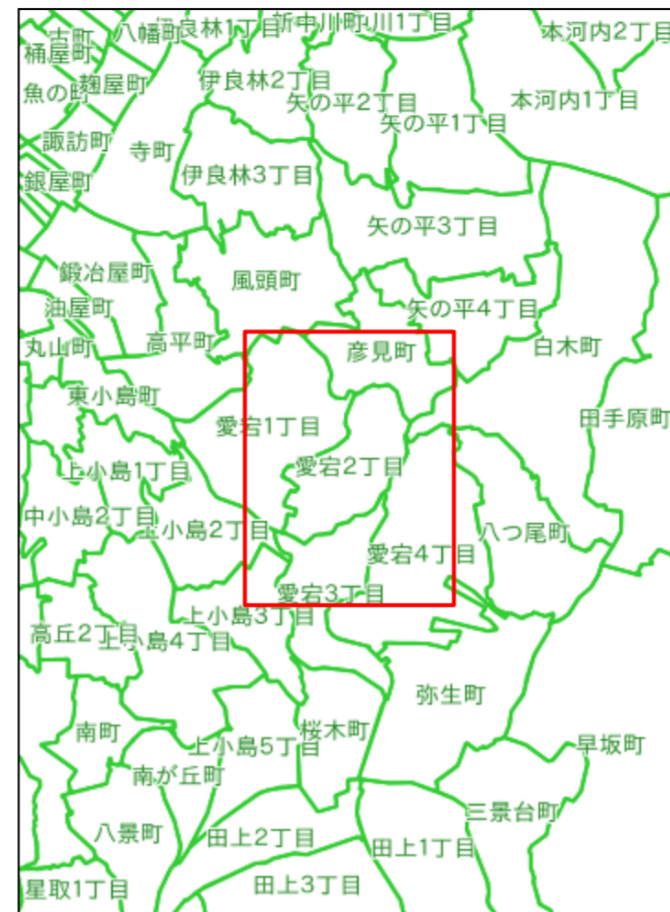 古町
八幡町
伊良林1丁目
新中川町
川1丁目
本河内2丁目
桶屋町
魚の町
麹屋町
伊良林2丁目
矢の平2丁目
矢の平1丁目
本河内1丁目
諏訪町
寺町
銀屋町
伊良林3丁目
矢の平3丁目
鍛冶屋町
風頭町
油屋町
矢の平4丁目
丸山町
高平町
彦見町
白木町
東小島町
愛宕1丁目
田手原町
上小島1丁目
愛宕2丁目
中小島2丁目
上小島2丁目
八つ尾町
愛宕4丁目
愛宕3丁目
上小島3丁目
高丘2丁目
上小島4丁目
弥生町
南町
上小島5丁目
桜木町
早坂町
南が丘町
三景台町
八景町
田上2丁目
田上1丁目
星取1丁目
田上3丁目